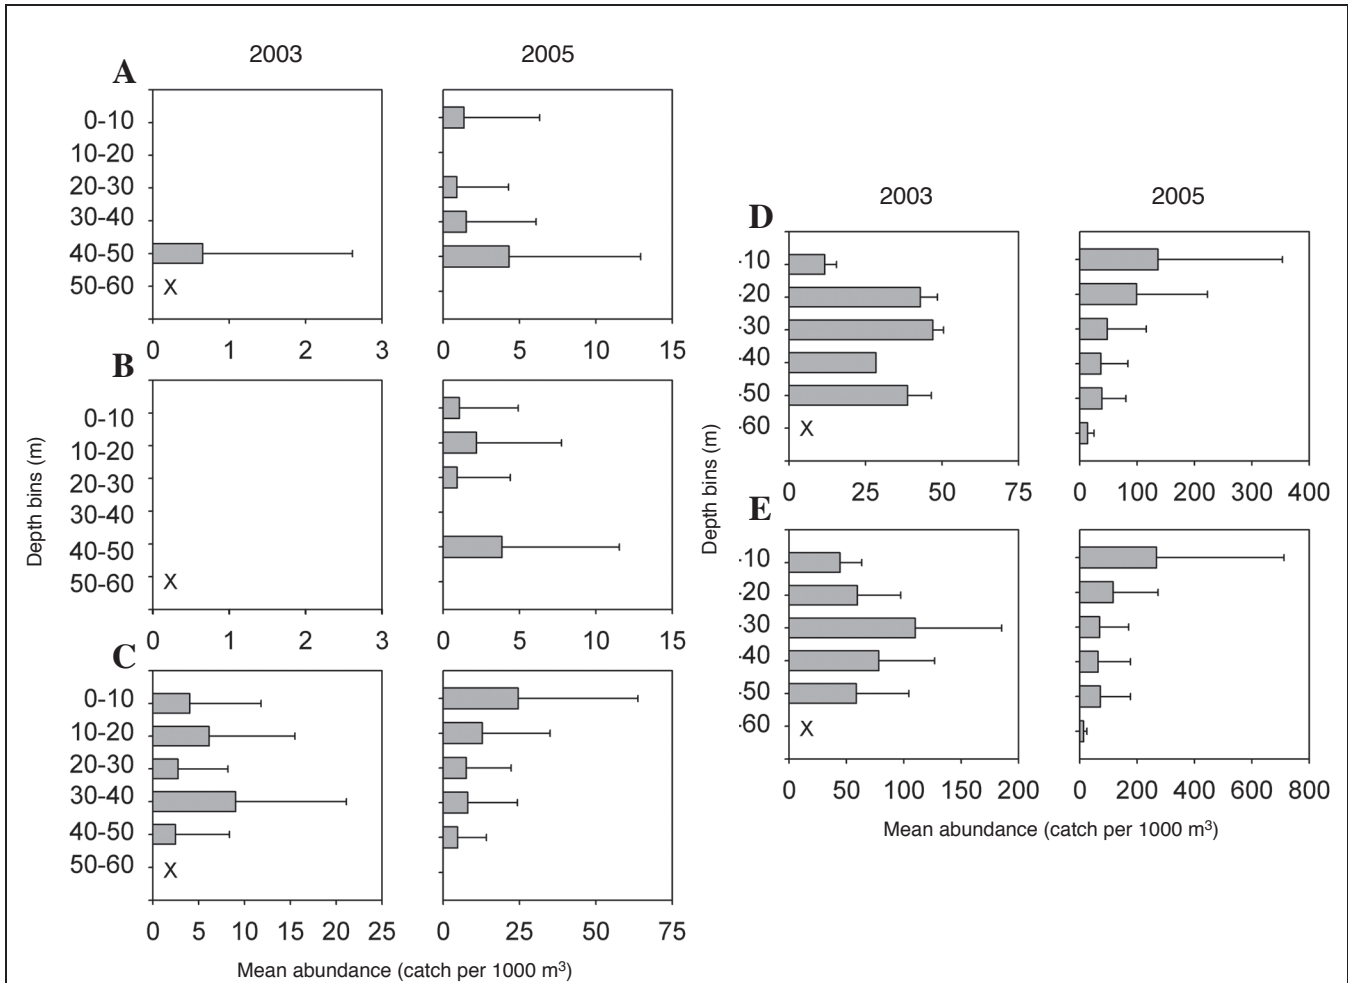 2003 2005
A
0-10
10-20
20-30
30-40
40-50
50-60
X
0 1 2 3 0 5 10 15
B
0-10
10-20
20-30
30-40
40-50
50-60
X
0 1 2 3 0 5 10 15
Depth bins (m)
C
0-10
10-20
20-30
30-40
40-50
50-60
X
0 5 10 15 20 25 0 25 50 75
Mean abundance (catch per 1000 m³)
2003 2005
D
-10
-20
-30
-40
-50
-60
X
0 25 50 75 0 100 200 300 400
Depth bins (m)
E
-10
-20
-30
-40
-50
-60
X
0 50 100 150 200 0 200 400 600 800
Mean abundance (catch per 1000 m³)